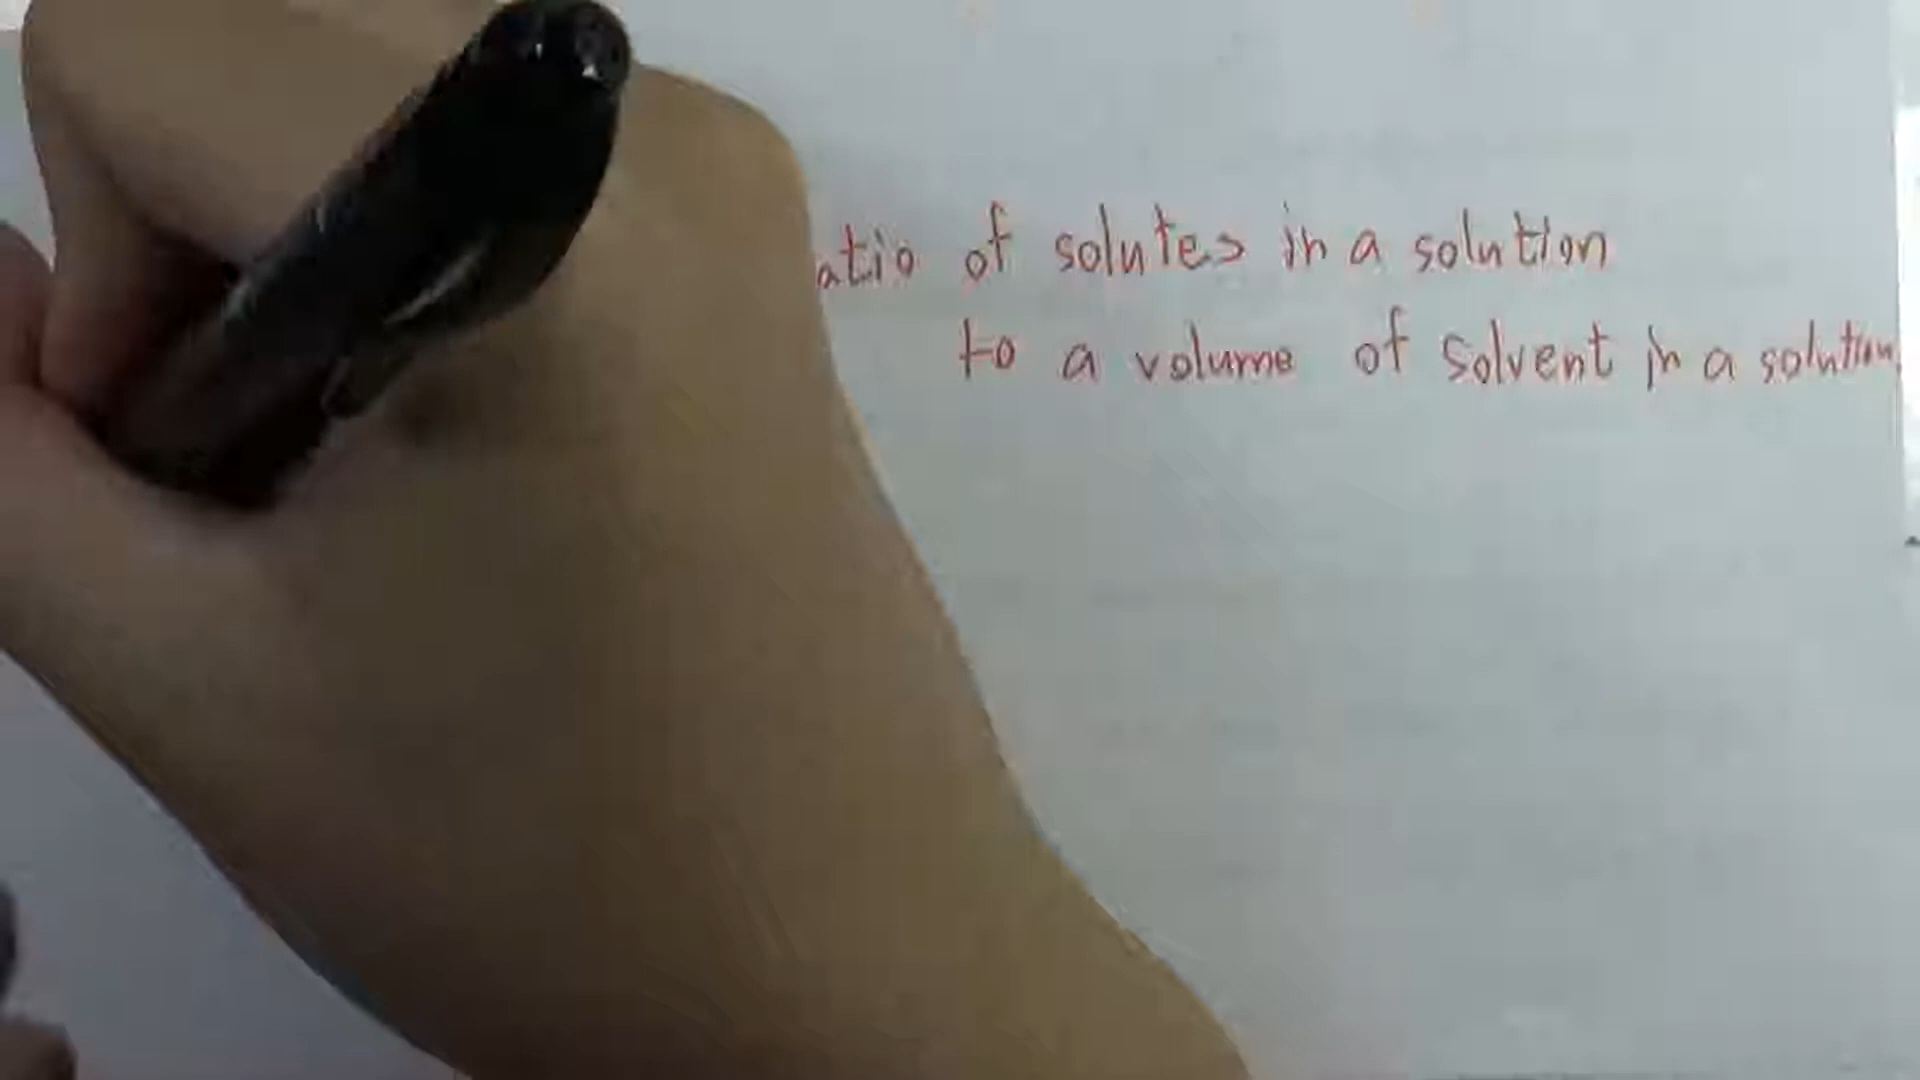 atio of solutes in a solution
to a volume of solvent in a solution